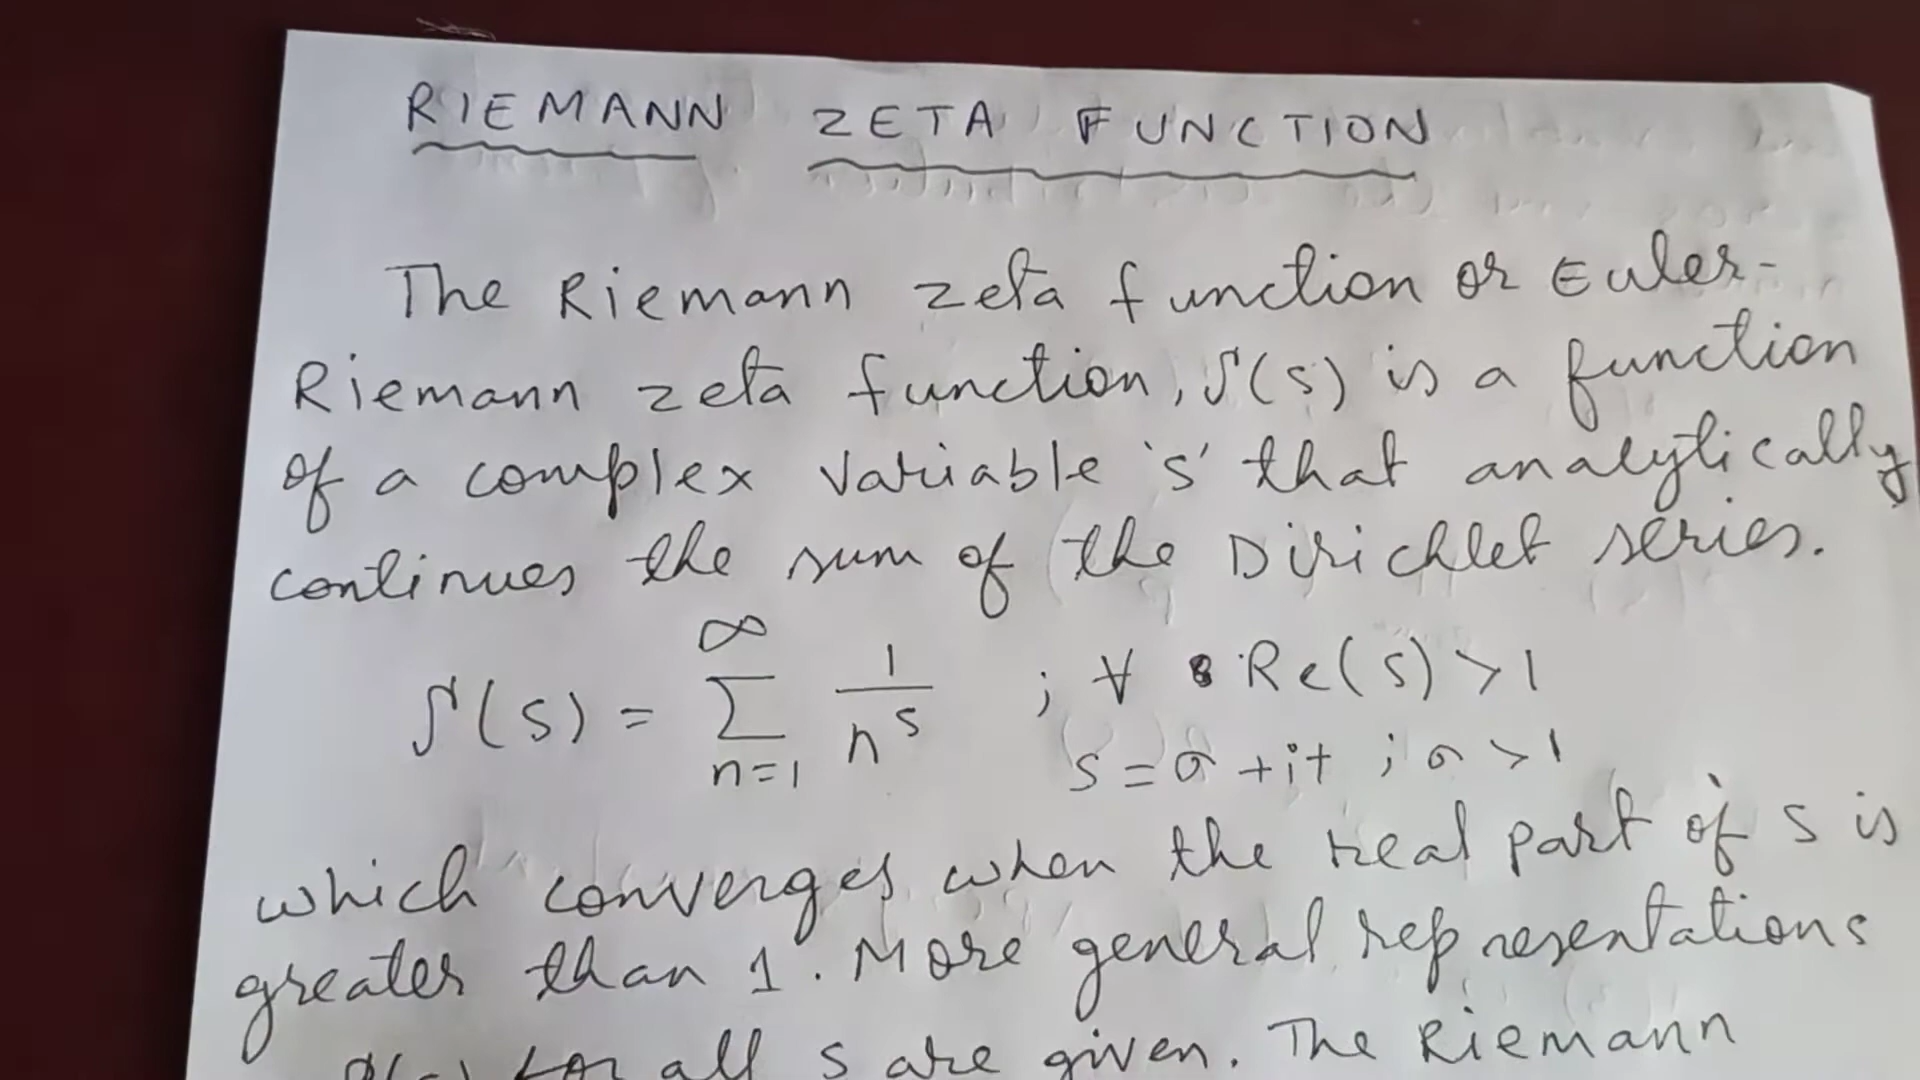 RIEMANN ZETA FUNCTION
The Riemann zeta function or Euler-
Riemann zeta function, ζ(s) is a function
of a complex variable 's' that analytically
continues the sum of the Dirichlet series.
ζ(s) = ∑_{n=1}^{∞} 1/n^s ; ∀ Re(s) > 1
s = σ + it ; σ > 1
which converges when the real part of s is
greater than 1. More general representations
ζ(s) for all s are given. The Riemann